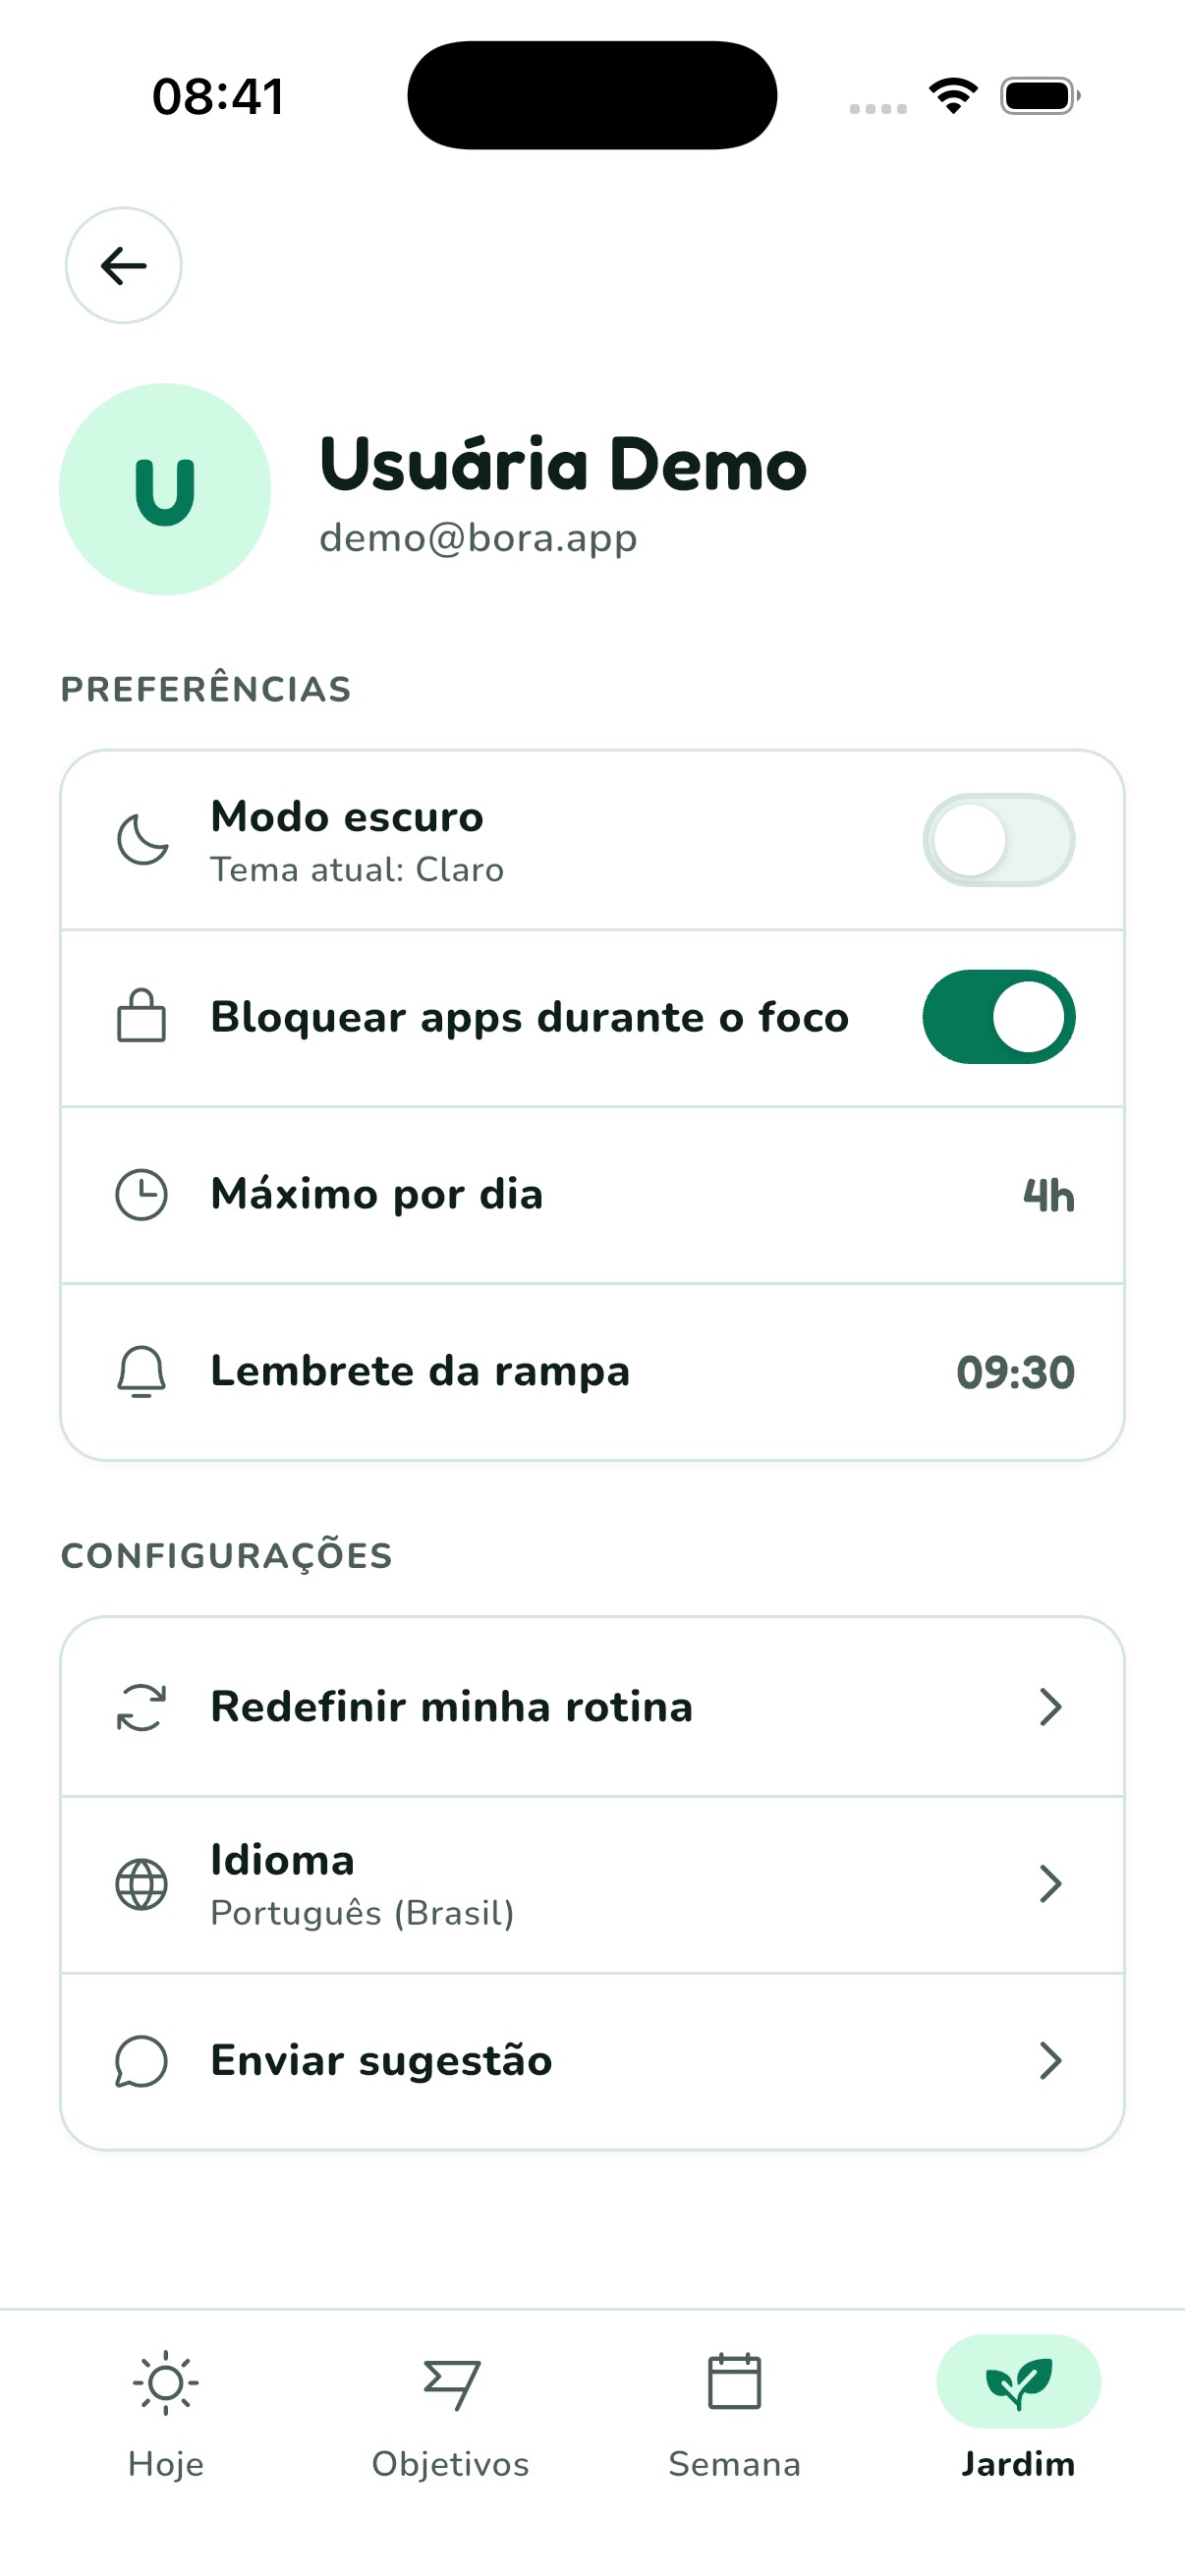 08:41
U
Usuária Demo
demo@bora.app
PREFERÊNCIAS
Modo escuro
Tema atual: Claro
Bloquear apps durante o foco
Máximo por dia
4h
Lembrete da rampa
09:30
CONFIGURAÇÕES
Redefinir minha rotina
Idioma
Português (Brasil)
Enviar sugestão
Hoje
Objetivos
Semana
Jardim